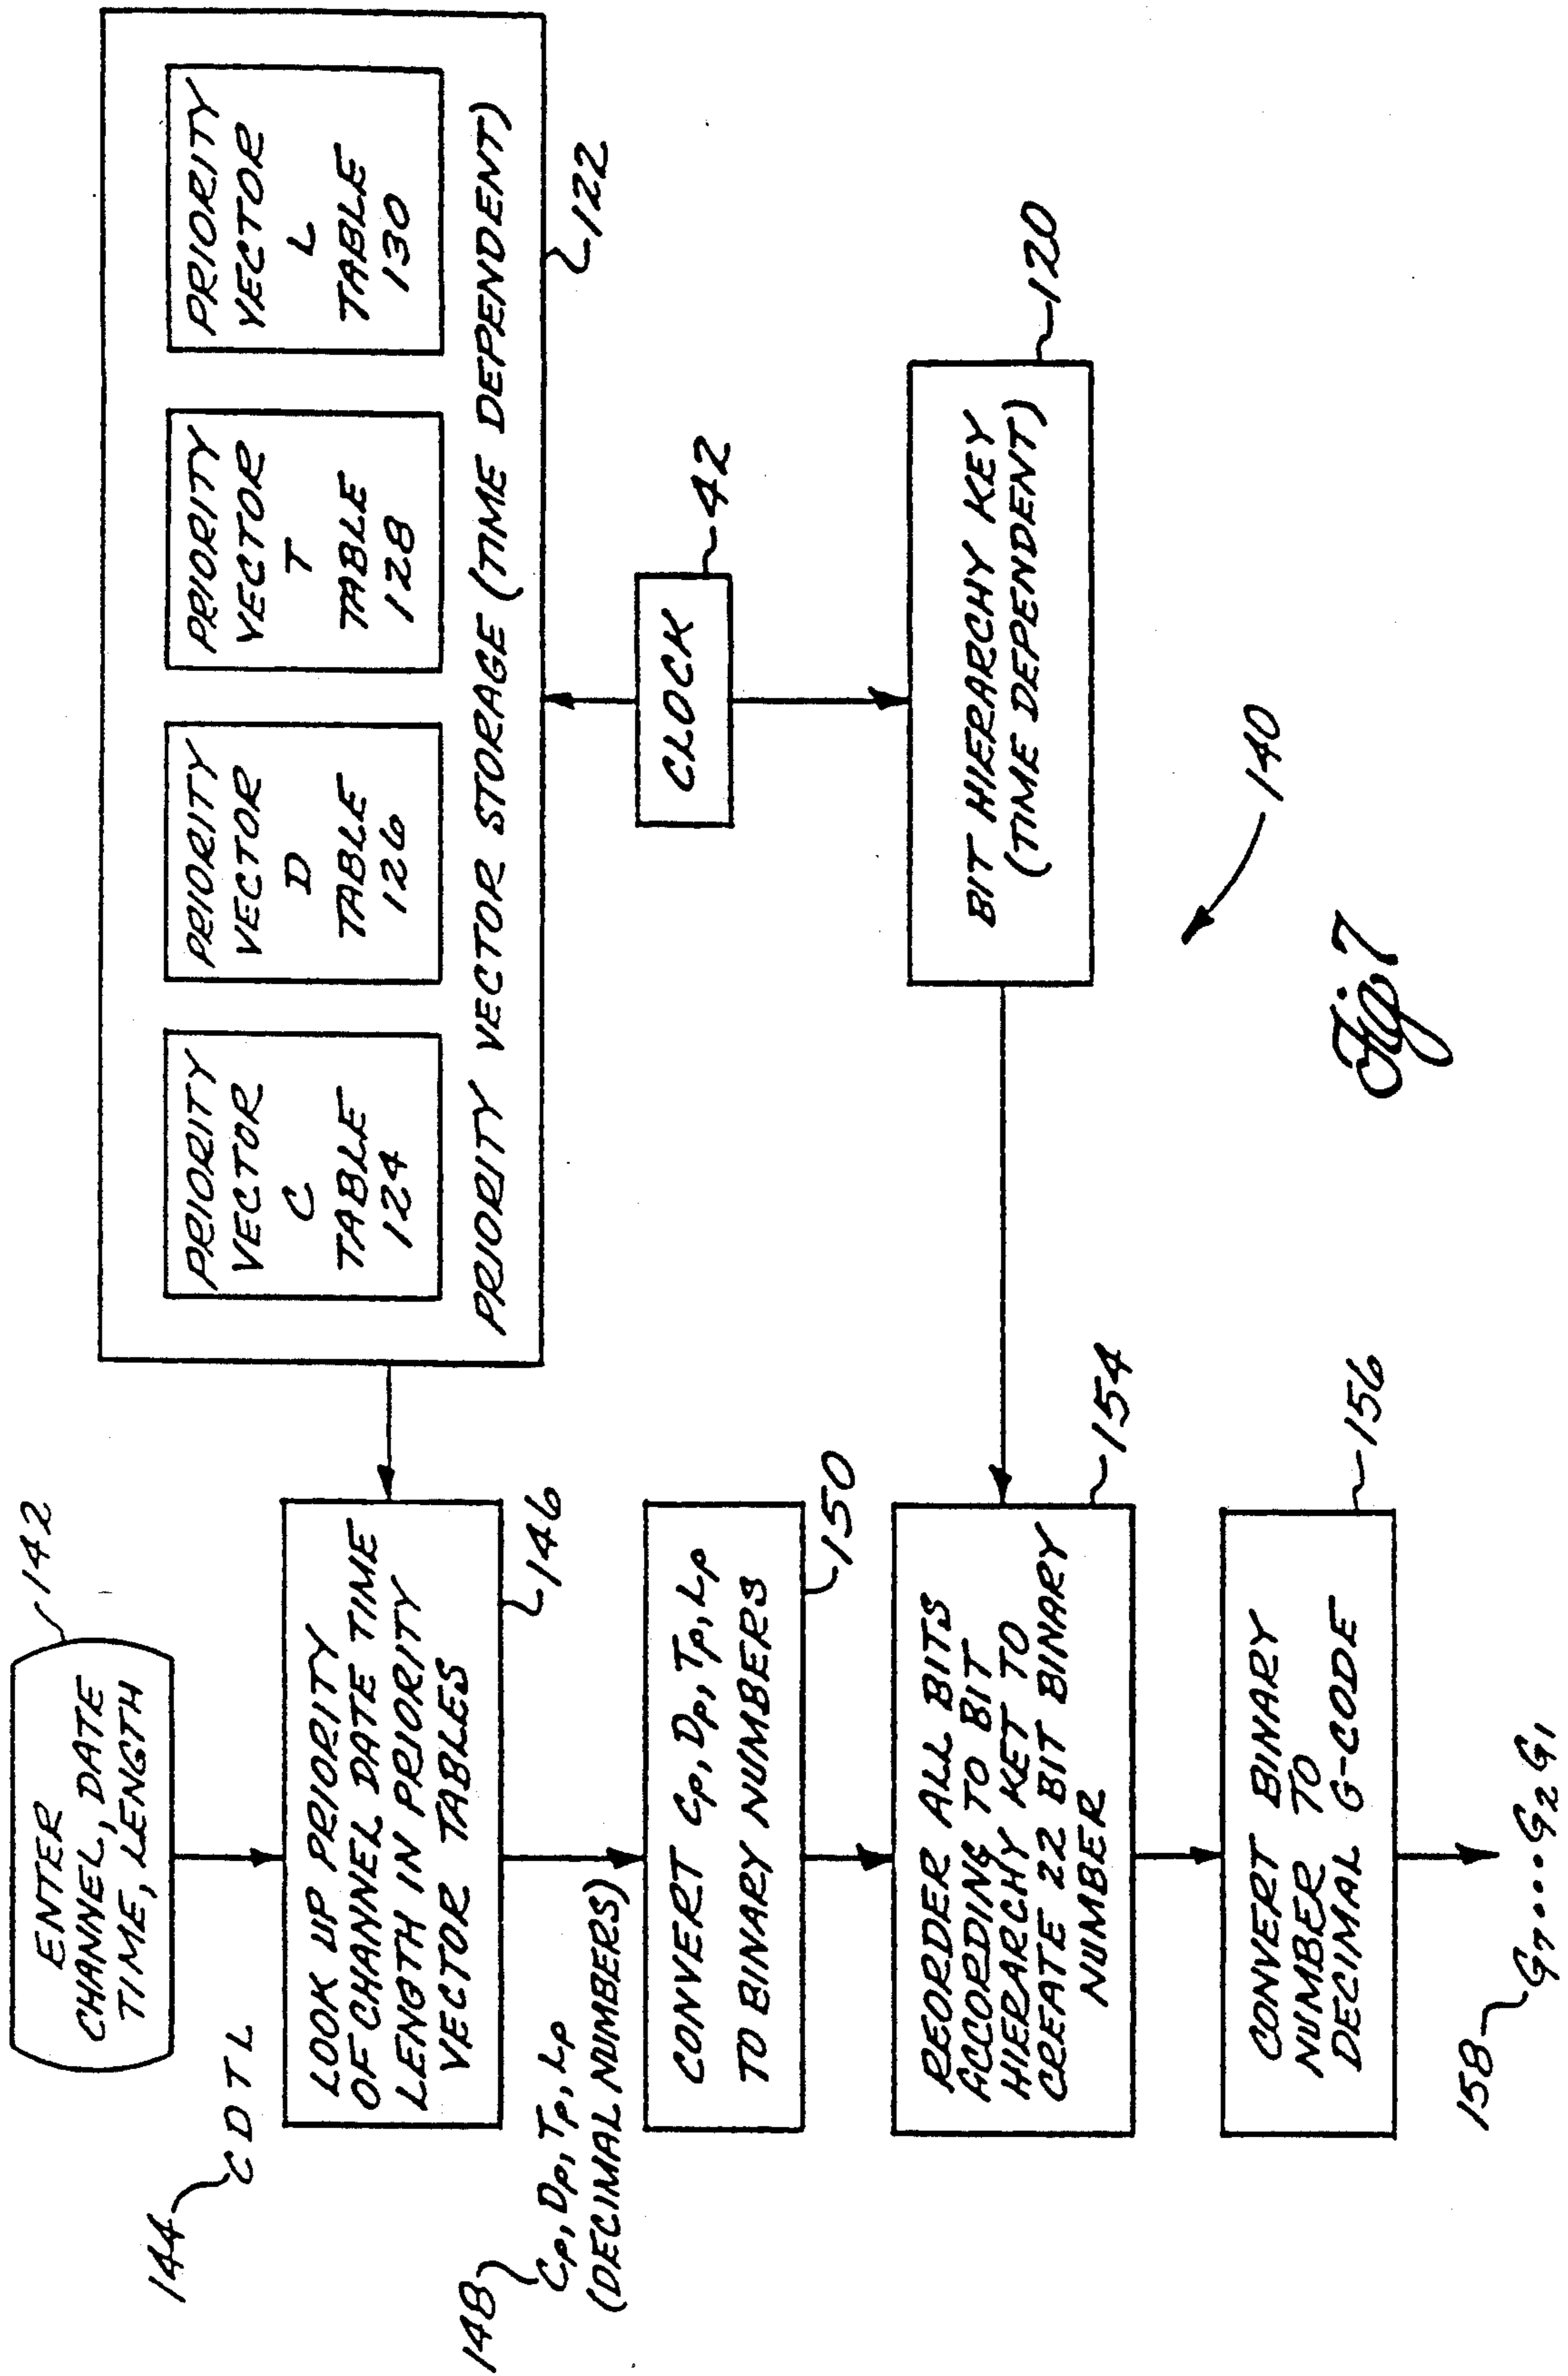 ENTER
CHANNEL, DATE
TIME, LENGTH
142
144
C D T L
LOOK UP PRIORITY
OF CHANNEL DATE TIME
LENGTH IN PRIORITY
VECTOR TABLES
146
148
Cp, Dp, Tp, Lp
(DECIMAL NUMBERS)
CONVERT Cp, Dp, Tp, Lp
TO BINARY NUMBERS
150
REORDER ALL BITS
ACCORDING TO BIT
HIERARCHY KET TO
CREATE 22 BIT BINARY
NUMBER
154
CONVERT BINARY
NUMBER TO
DECIMAL G-CODE
156
158
G7....G2G1
PRIORITY
VECTOR
C
TABLE
124
PRIORITY
VECTOR
D
TABLE
126
PRIORITY
VECTOR
T
TABLE
128
PRIORITY
VECTOR
L
TABLE
130
PRIORITY VECTOR STORAGE (TIME DEPENDENT)
122
CLOCK
42
BIT HIERARCHY KEY
(TIME DEPENDENT)
120
140
Fig. 7